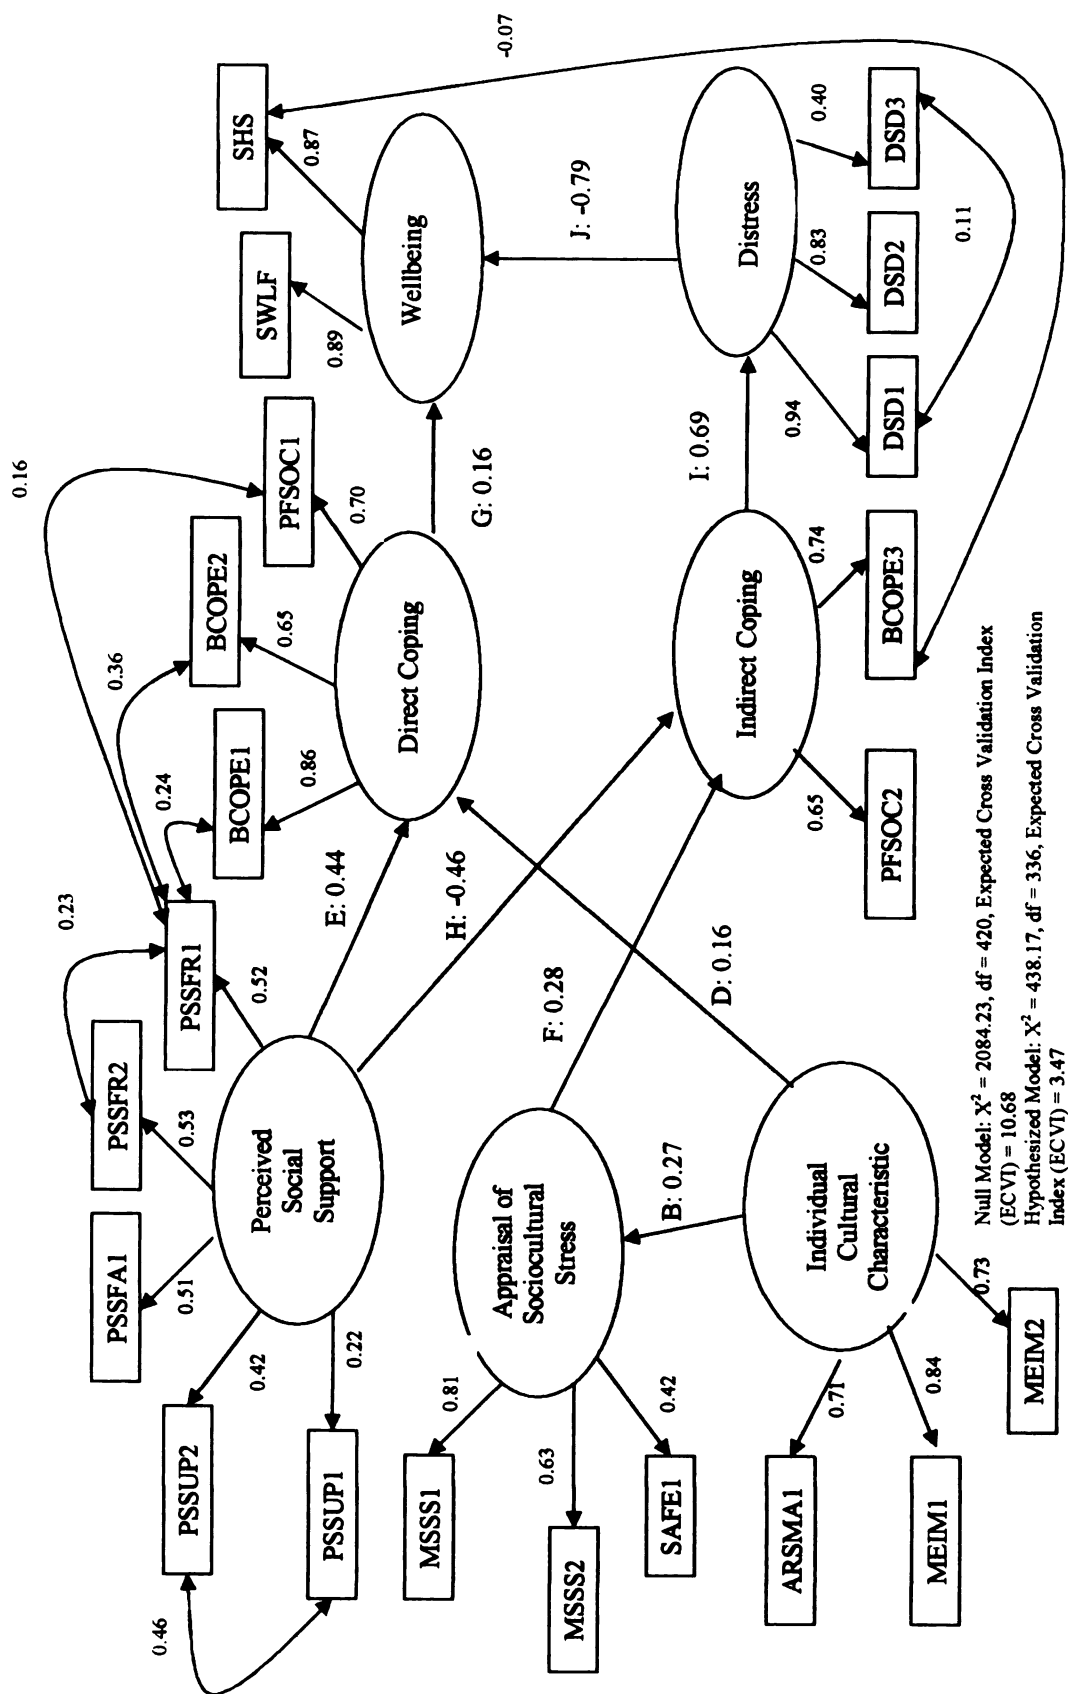 0.16
0.23
0.46
PSSFA1
PSSFR2
0.36
0.24
PSSUP2
0.51
0.53
PSSFR1
BCOPE2
-0.07
0.42
0.52
BCOPE1
0.65
PFSOC1
SWLF
SHS
Perceived
Social
Support
0.86
0.70
0.89
0.87
PSSUP1
0.22
E: 0.44
Direct Coping
Wellbeing
MSSS1
0.81
H: -0.46
G: 0.16
Appraisal of
Sociocultural
Stress
0.63
F: 0.28
J: -0.79
MSSS2
SAFE1
0.42
B: 0.27
D: 0.16
Indirect Coping
I: 0.69
Distress
ARSMA1
0.71
Individual
Cultural
Characteristic
0.65
0.74
0.94
0.83
0.40
MEIM1
0.84
PFSOC2
BCOPE3
DSD1
DSD2
DSD3
0.11
MEIM2
0.73
Null Model: X² = 2084.23, df = 420, Expected Cross Validation Index
(ECVI) = 10.68
Hypothesized Model: X² = 438.17, df = 336, Expected Cross Validation
Index (ECVI) = 3.47